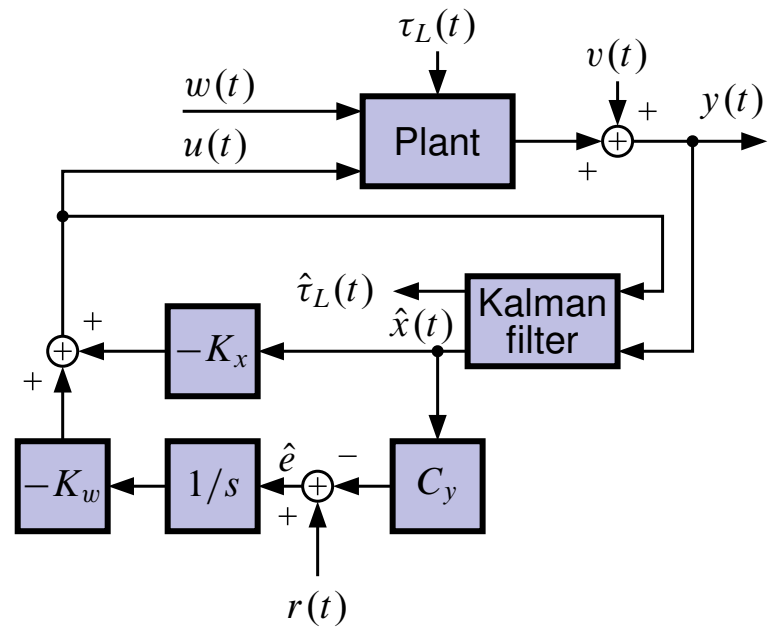 τ_L(t)
w(t)
v(t)
y(t)
u(t)
Plant
+
+
+
τ̂_L(t)
x̂(t)
Kalman
filter
+
−K_x
+
+
−K_w
1/s
ê
−
+
+
C_y
r(t)